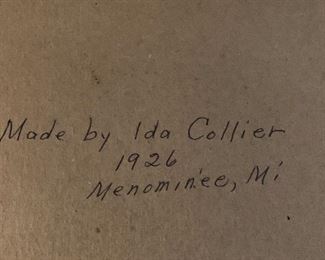 Made by Ida Collier
1926
Menominee, Mi